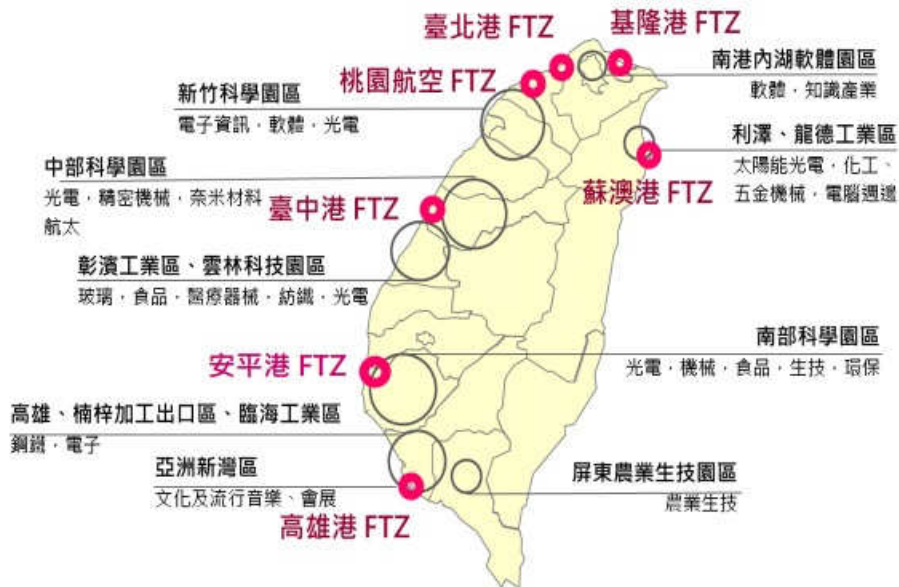 臺北港 FTZ
基隆港 FTZ
桃園航空 FTZ
南港內湖軟體園區
軟體．知識產業
新竹科學園區
電子資訊．軟體．光電
利澤、龍德工業區
太陽能光電．化工、
五金機械．電腦週邊
蘇澳港 FTZ
中部科學園區
光電．精密機械．奈米材料
航太
臺中港 FTZ
彰濱工業區、雲林科技園區
玻璃．食品．醫療器械．紡織．光電
南部科學園區
光電．機械．食品．生技．環保
安平港 FTZ
高雄、楠梓加工出口區、臨海工業區
鋼鐵．電子
亞洲新灣區
文化及流行音樂、會展
高雄港 FTZ
屏東農業生技園區
農業生技